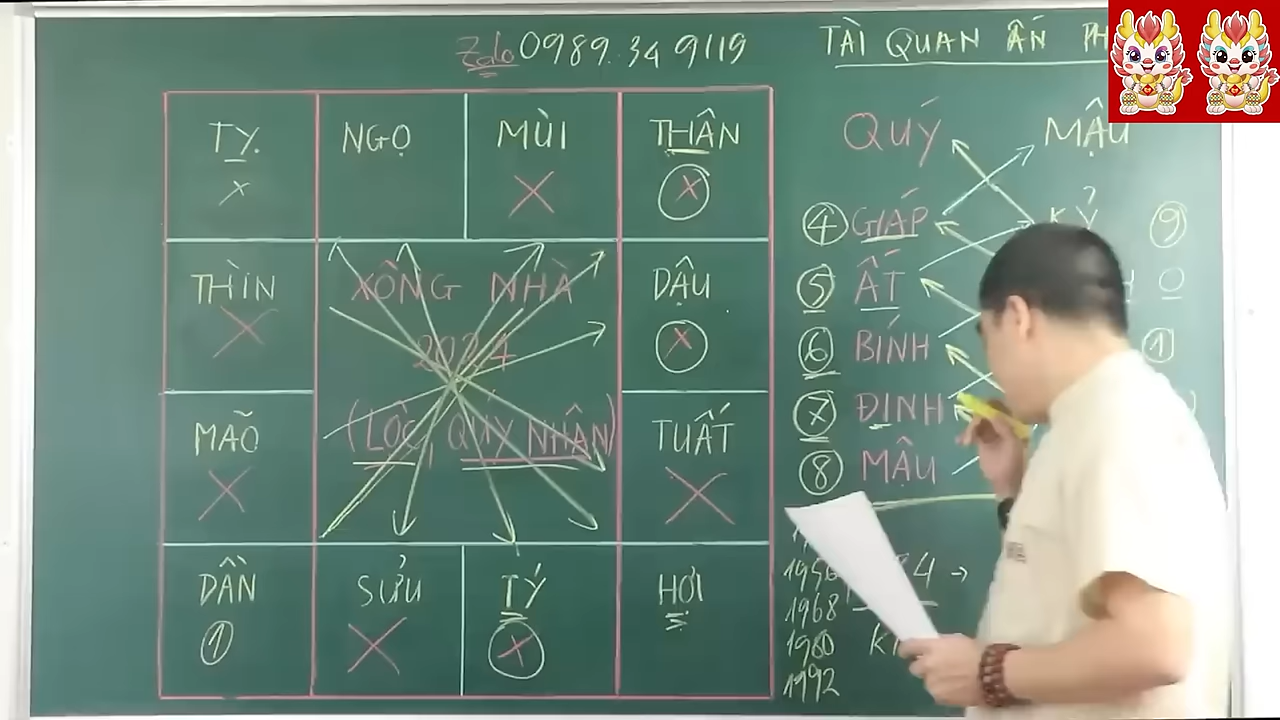 Zalo 0989.34 9119
TÀI QUAN ẤN
TỴ. NGỌ MÙI THÂN
THÌN DẬU
XÔNG NHÀ
2024
(LỘC, QUÝ NHÂN)
MÃO TUẤT
DẦN SỬU TÝ HỢI
1
QUÝ MẬU
4 GIÁP KỶ 9
5 ẤT 0
6 BÍNH 1
7 ĐINH
8 MẬU
1968
1980
1992